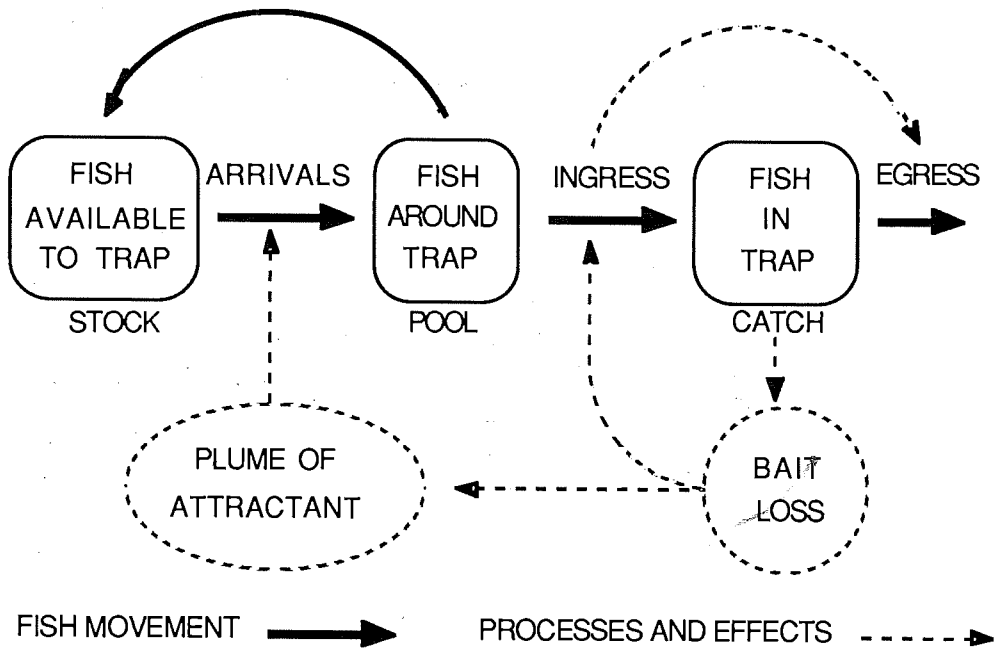 FISH
AVAILABLE
TO TRAP
STOCK
ARRIVALS
FISH
AROUND
TRAP
POOL
INGRESS
FISH
IN
TRAP
CATCH
EGRESS
PLUME OF
ATTRACTANT
BAIT
LOSS
FISH MOVEMENT
PROCESSES AND EFFECTS